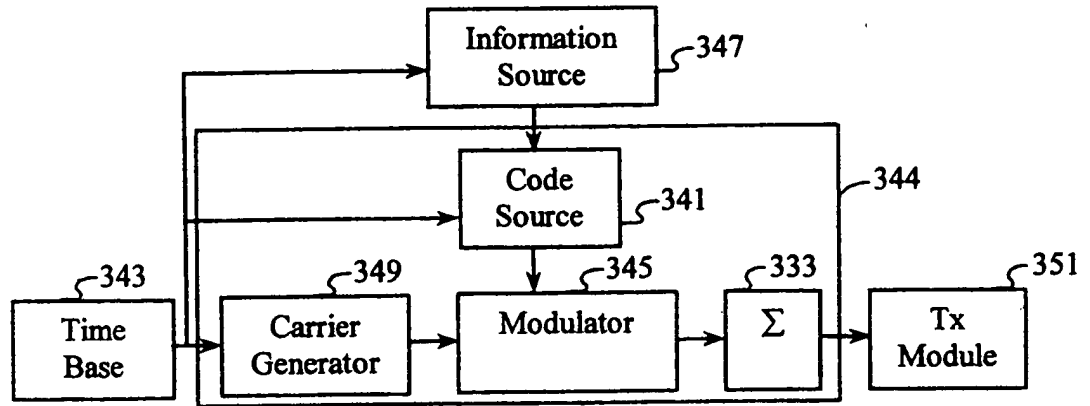 Information
Source
347
Code
Source
341
344
343
349
345
333
351
Time
Base
Carrier
Generator
Modulator
Σ
Tx
Module